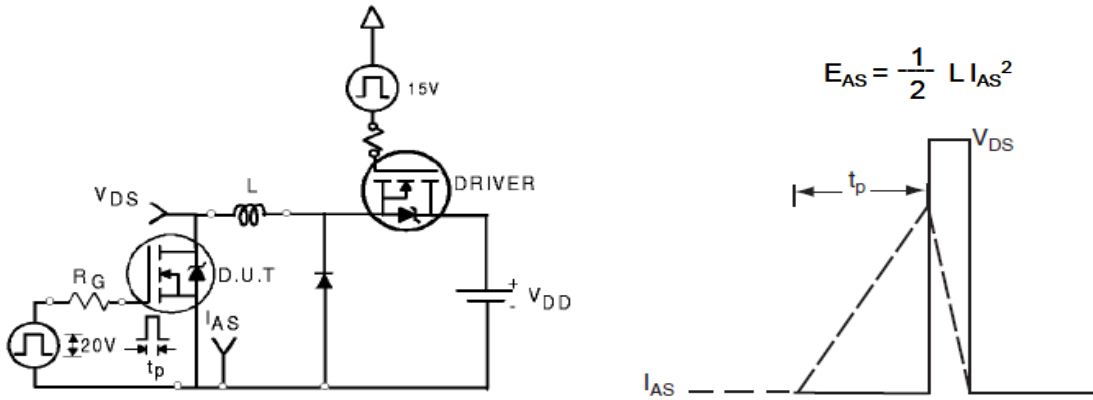 15V
DRIVER
L
VDS
D.U.T
RG
+
-
VDD
IAS
20V
tp
EAS = 1/2 L IAS²
VDS
tp
IAS